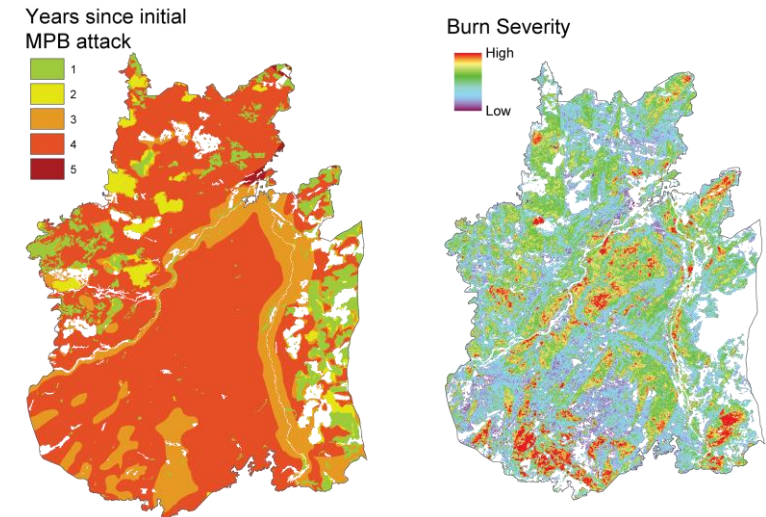 Years since initial
MPB attack
1
2
3
4
5
Burn Severity
High
Low